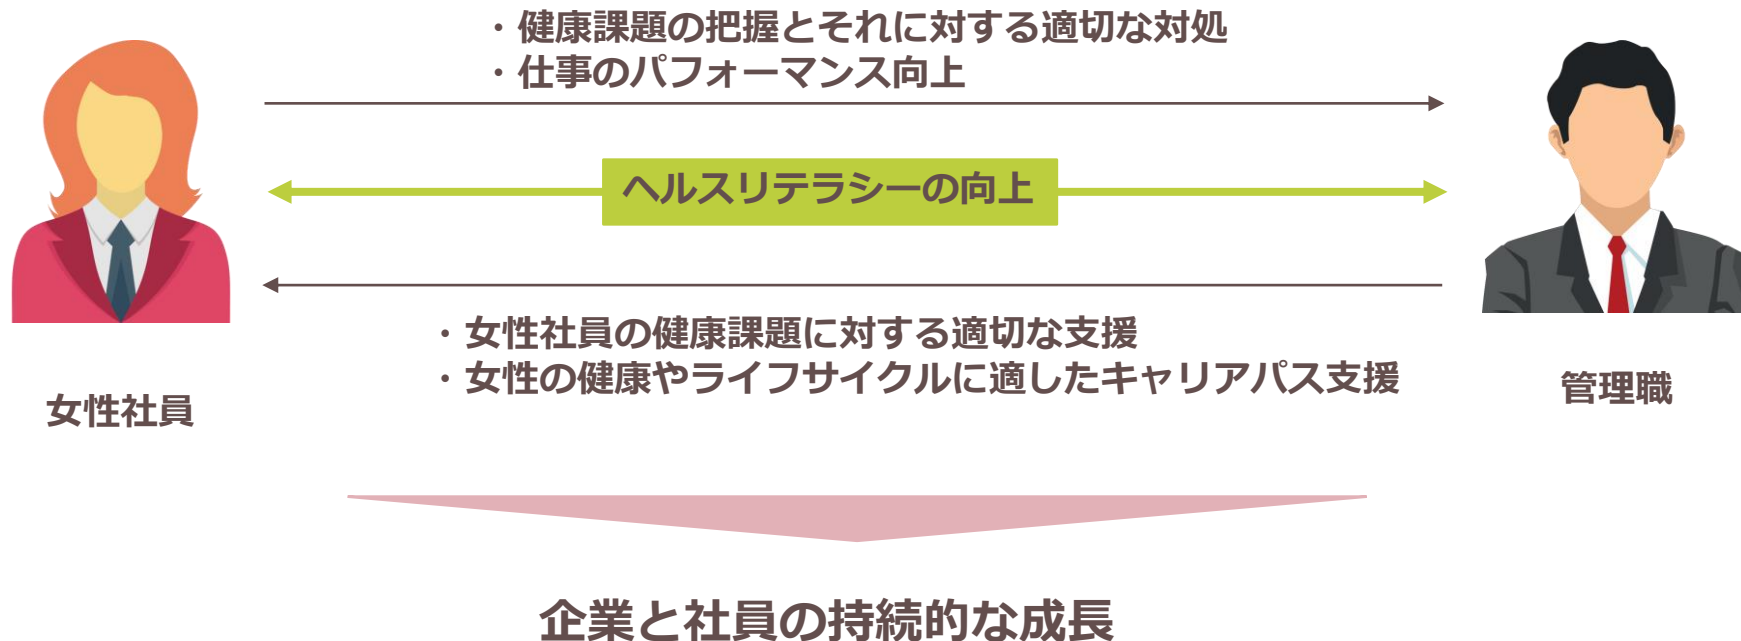 ・健康課題の把握とそれに対する適切な対処
・仕事のパフォーマンス向上
ヘルスリテラシーの向上
・女性社員の健康課題に対する適切な支援
・女性の健康やライフサイクルに適したキャリアパス支援
女性社員
管理職
企業と社員の持続的な成長